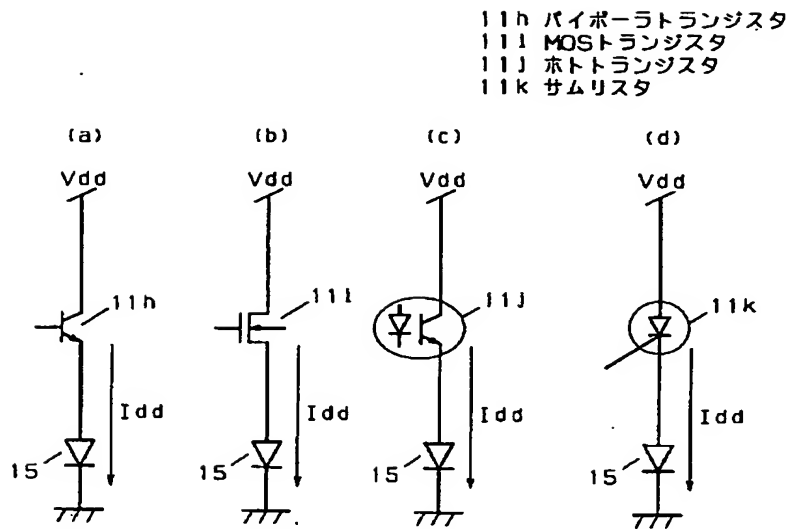 11h バイポーラトランジスタ
11i MOSトランジスタ
11j ホトトランジスタ
11k サムリスタ
(a) (b) (c) (d)
Vdd Vdd Vdd Vdd
11h 11i 11j 11k
Idd Idd Idd Idd
15 15 15 15